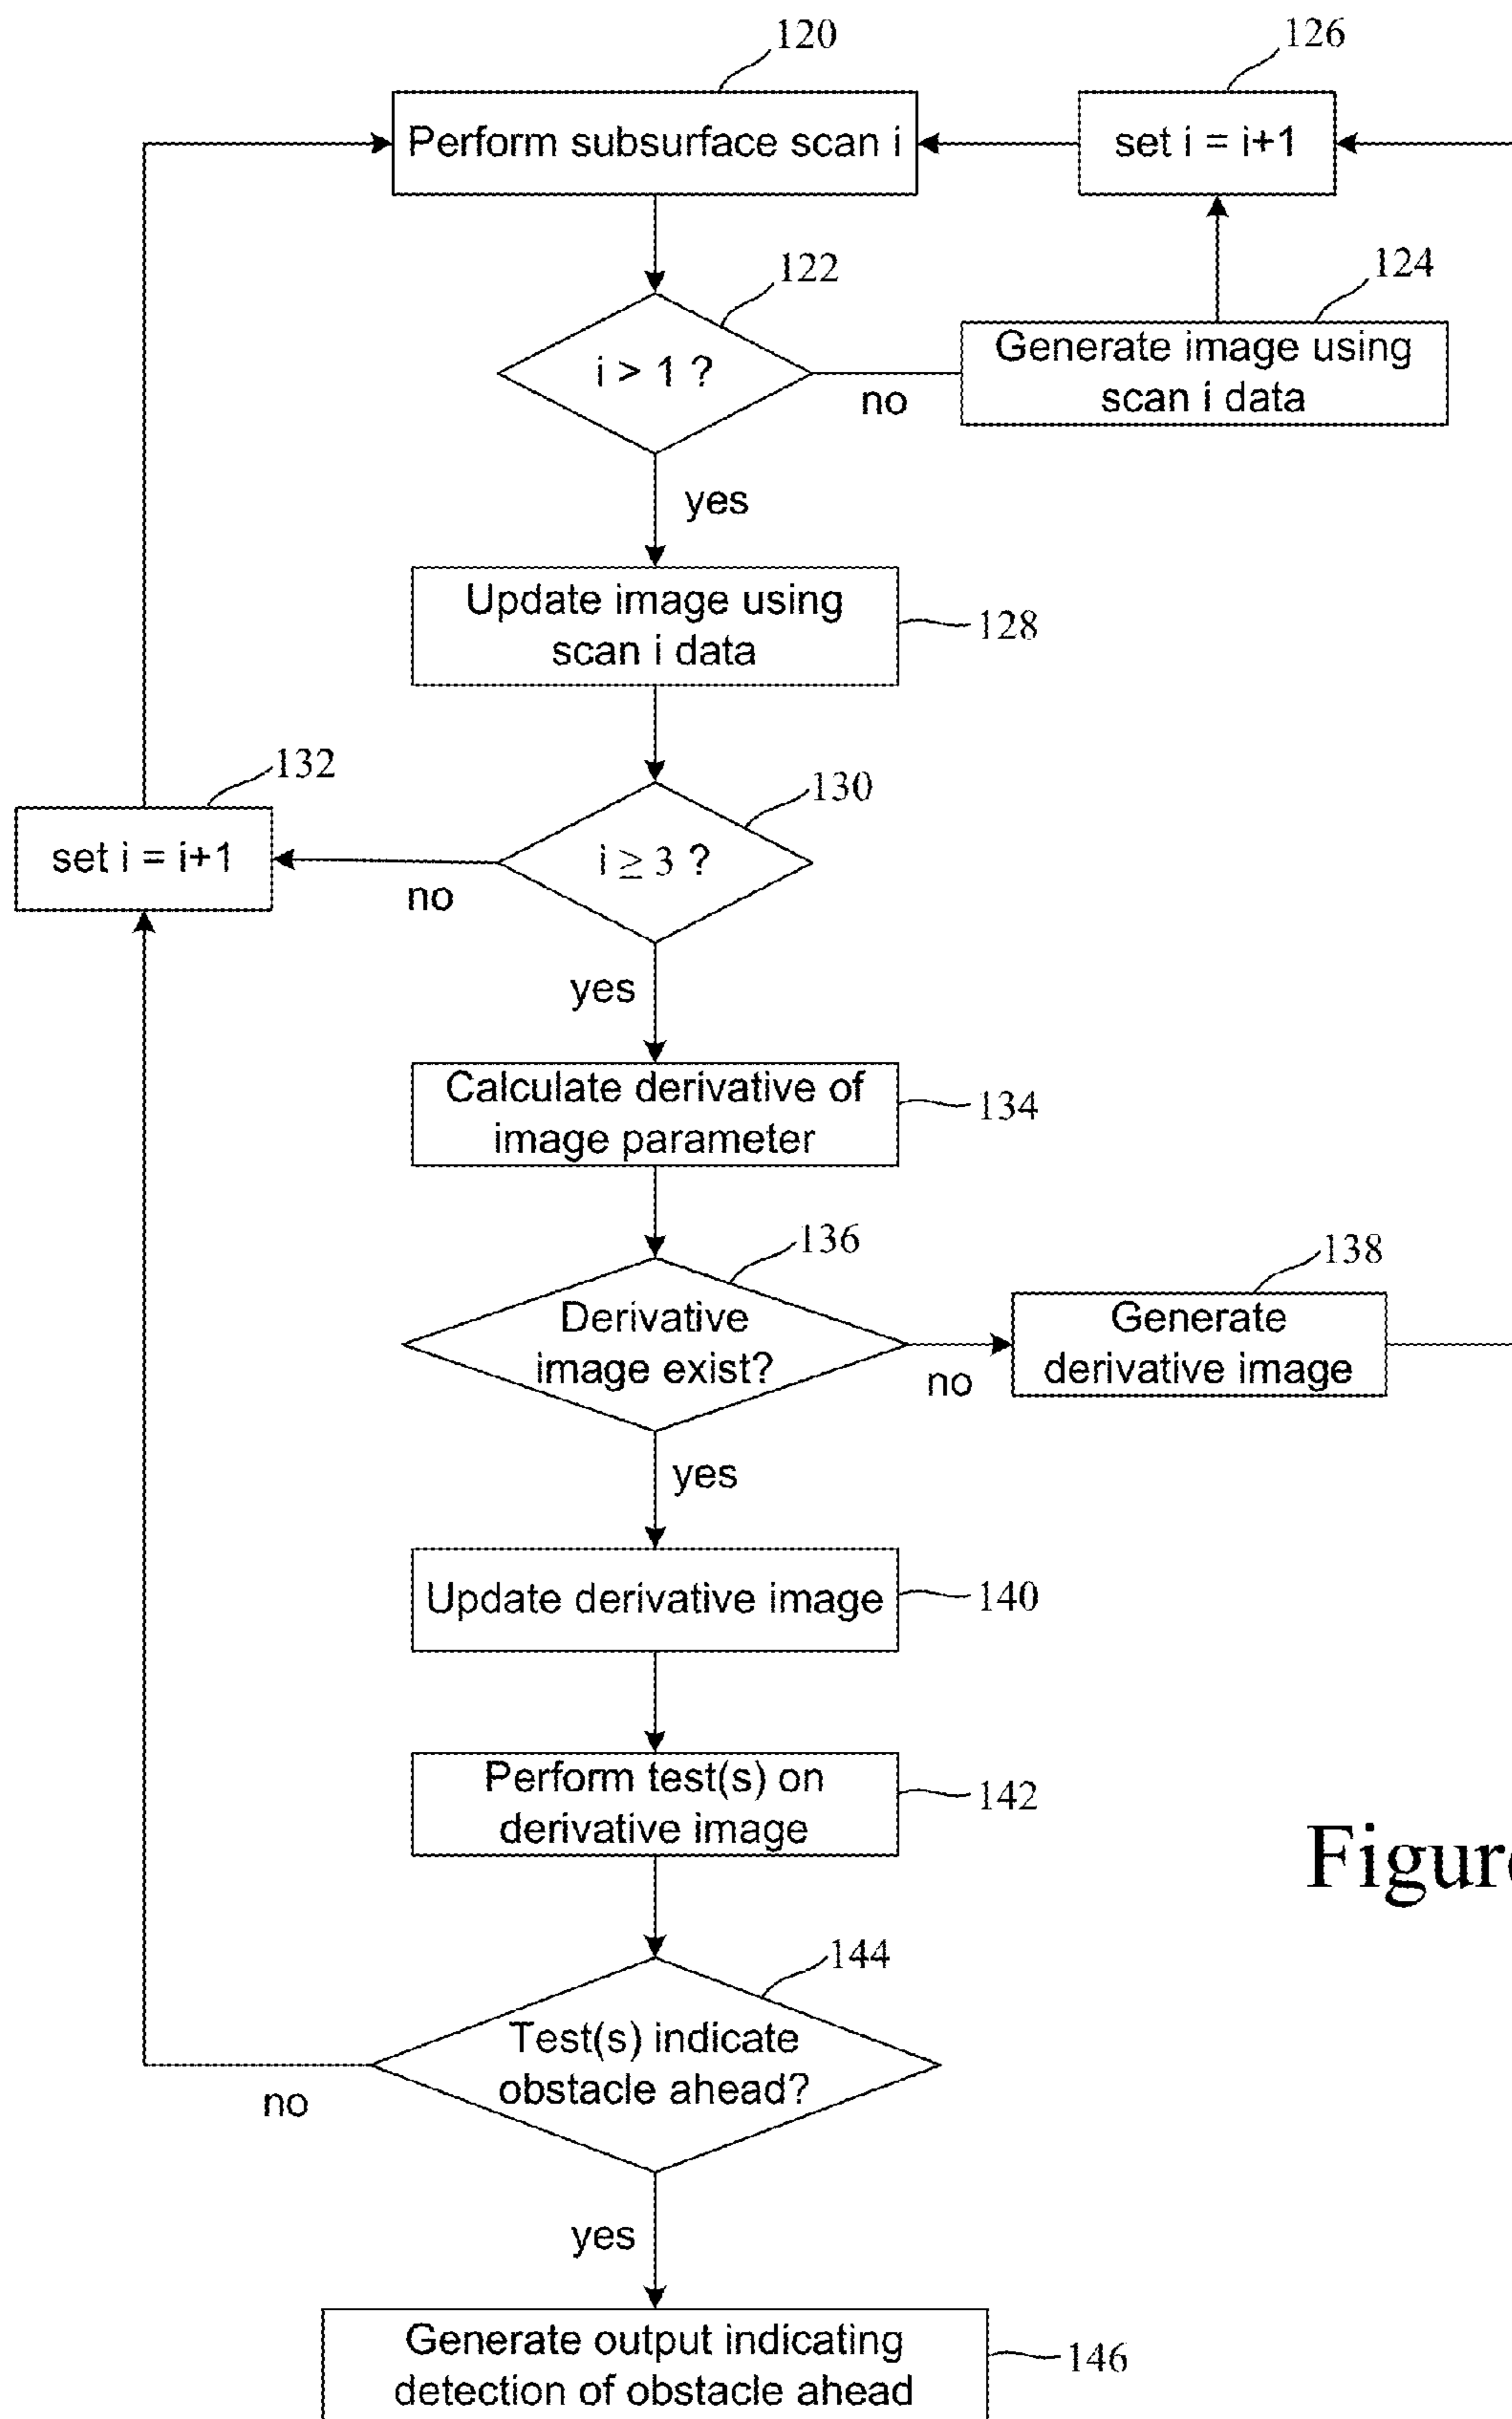 120
126
Perform subsurface scan i
set i = i+1
122
124
i > 1 ?
no
Generate image using
scan i data
yes
Update image using
scan i data
128
132
130
set i = i+1
i ≥ 3 ?
no
yes
Calculate derivative of
image parameter
134
136
138
Derivative
image exist?
no
Generate
derivative image
yes
Update derivative image
140
Perform test(s) on
derivative image
142
Figure
144
Test(s) indicate
obstacle ahead?
no
yes
Generate output indicating
detection of obstacle ahead
146